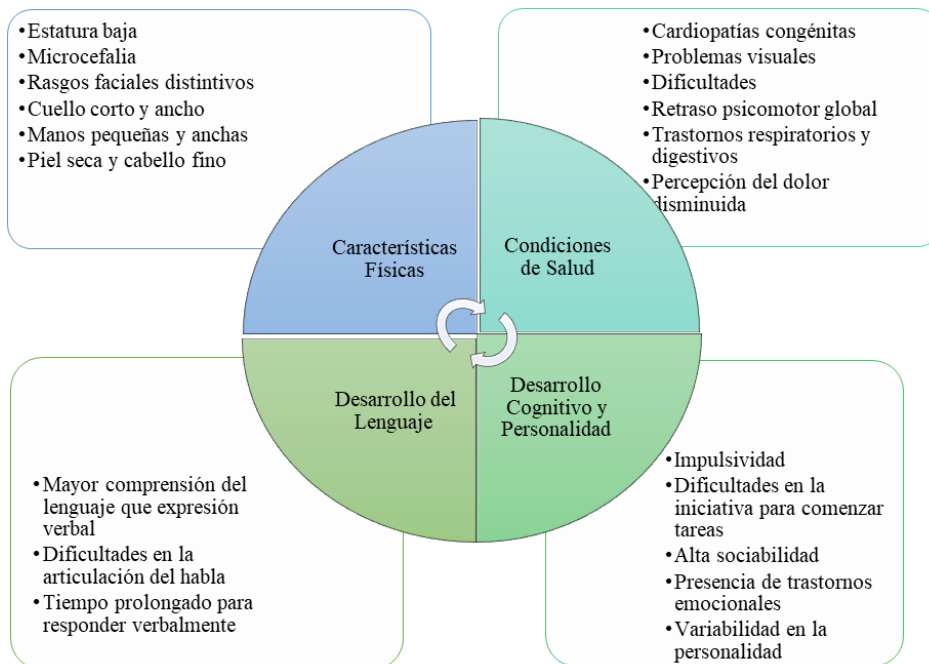 •Estatura baja
•Microcefalia
•Rasgos faciales distintivos
•Cuello corto y ancho
•Manos pequeñas y anchas
•Piel seca y cabello fino
•Cardiopatías congénitas
•Problemas visuales
•Dificultades
•Retraso psicomotor global
•Trastornos respiratorios y
digestivos
•Percepción del dolor
disminuida
Características
Físicas
Condiciones
de Salud
Desarrollo del
Lenguaje
Desarrollo
Cognitivo y
Personalidad
•Mayor comprensión del
lenguaje que expresión
verbal
•Dificultades en la
articulación del habla
•Tiempo prolongado para
responder verbalmente
•Impulsividad
•Dificultades en la
iniciativa para comenzar
tareas
•Alta sociabilidad
•Presencia de trastornos
emocionales
•Variabilidad en la
personalidad